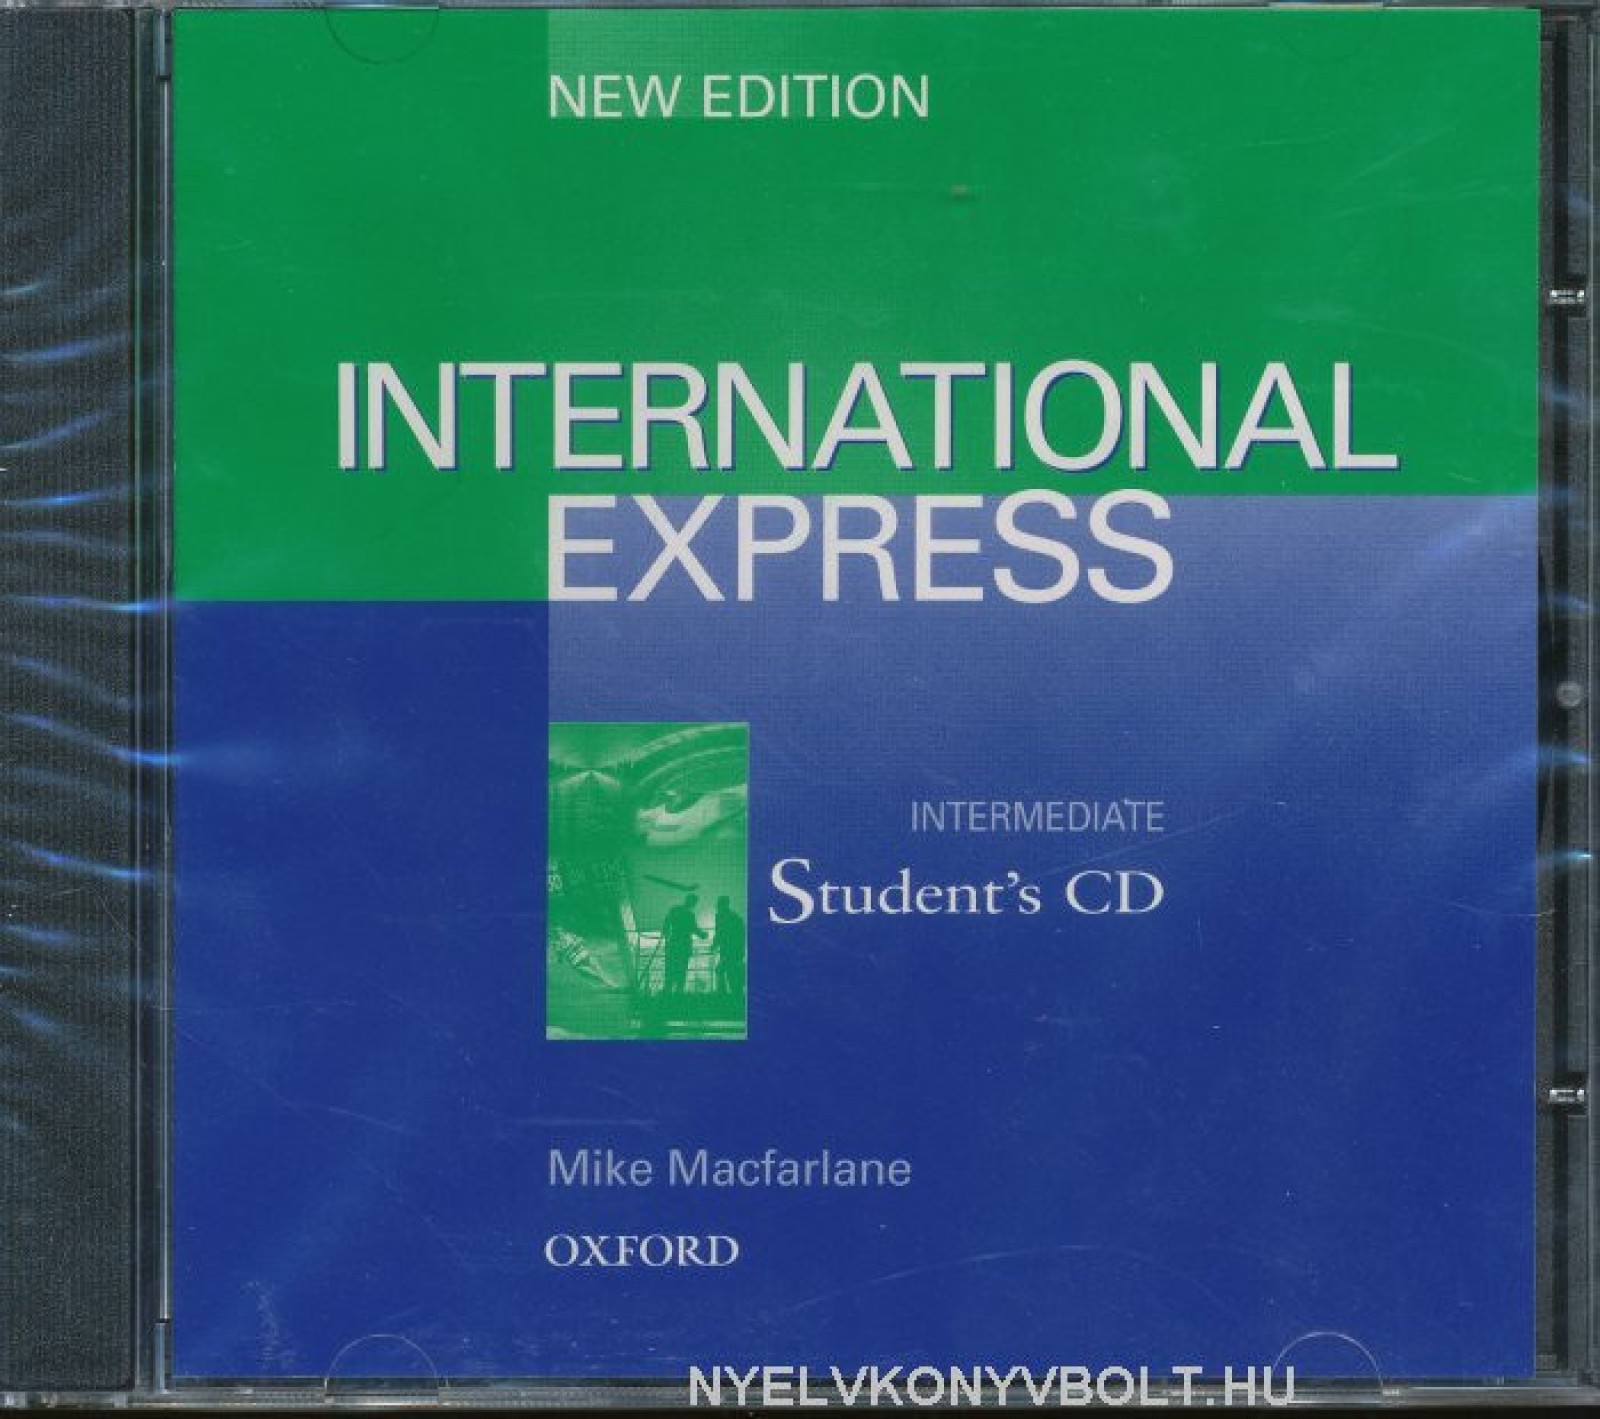 NEW EDITION
INTERNATIONAL
EXPRESS
INTERMEDIATE
Student's CD
Mike Macfarlane
OXFORD
NYELVKONYVBOLT.HU